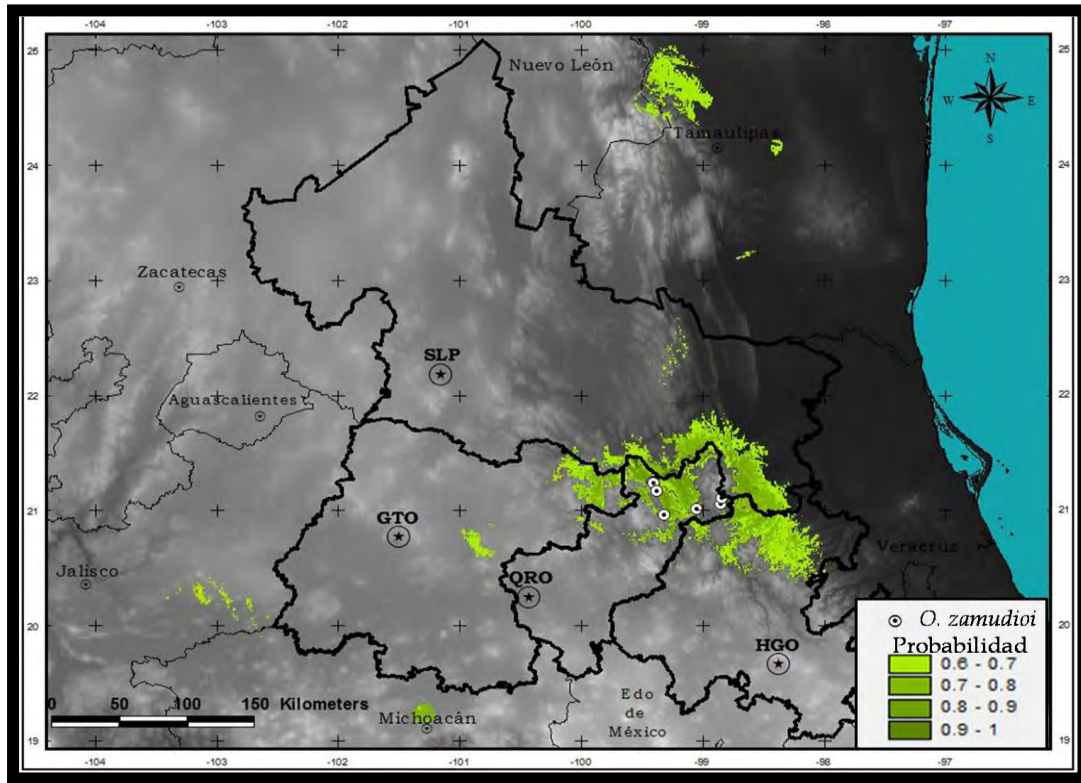 -104 -103 -102 -101 -100 -99 -98 -97
25 25
Nuevo León
N
W E
S
Tamaulipas
24 24
Zacatecas
23 23
SLP
22 22
Aguascalientes
21 21
GTO
Veracruz
Jalisco
QRO
20 20
HGO
O. zamudioi
Probabilidad
0.6 - 0.7
0.7 - 0.8
0.8 - 0.9
0.9 - 1
Edo
de
México
0 50 100 150 Kilometers
Michoacán
19 19
-104 -103 -102 -101 -100 -99 -98 -97